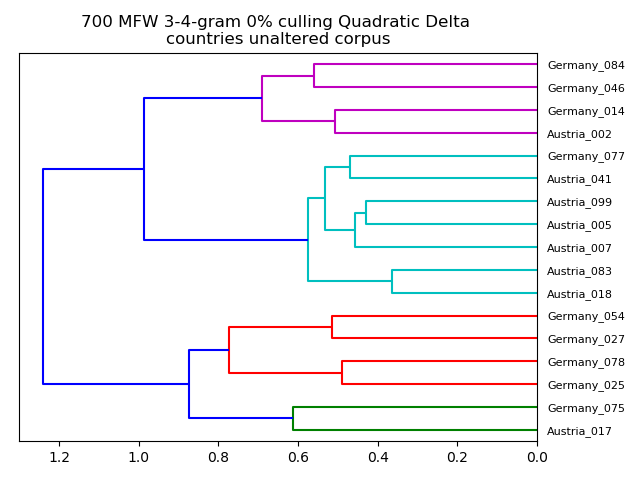 700 MFW 3-4-gram 0% culling Quadratic Delta
countries unaltered corpus
Germany_084
Germany_046
Germany_014
Austria_002
Germany_077
Austria_041
Austria_099
Austria_005
Austria_007
Austria_083
Austria_018
Germany_054
Germany_027
Germany_078
Germany_025
Germany_075
Austria_017
1.2 1.0 0.8 0.6 0.4 0.2 0.0